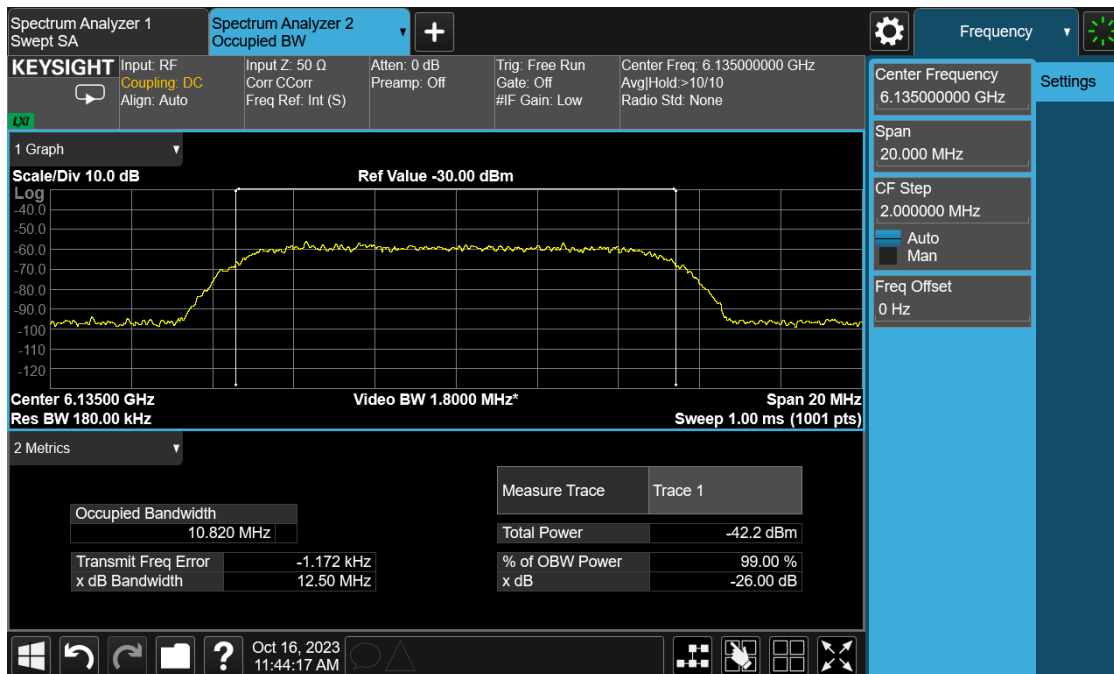 Spectrum Analyzer 1
Swept SA
Spectrum Analyzer 2
Occupied BW
+
Frequency
KEYSIGHT
LXI
Input: RF
Coupling: DC
Align: Auto
Input Z: 50 Ω
Corr CCorr
Freq Ref: Int (S)
Atten: 0 dB
Preamp: Off
Trig: Free Run
Gate: Off
#IF Gain: Low
Center Freq: 6.135000000 GHz
Avg|Hold:>10/10
Radio Std: None
Center Frequency
6.135000000 GHz
Settings
Span
20.000 MHz
CF Step
2.000000 MHz
Auto
Man
Freq Offset
0 Hz
1 Graph
Scale/Div 10.0 dB
Ref Value -30.00 dBm
Log
-40.0
-50.0
-60.0
-70.0
-80.0
-90.0
-100
-110
-120
Center 6.13500 GHz
Video BW 1.8000 MHz*
Span 20 MHz
Res BW 180.00 kHz
Sweep 1.00 ms (1001 pts)
2 Metrics
Measure Trace Trace 1
Occupied Bandwidth
10.820 MHz
Total Power -42.2 dBm
Transmit Freq Error -1.172 kHz
% of OBW Power 99.00 %
x dB Bandwidth 12.50 MHz
x dB -26.00 dB
?
Oct 16, 2023
11:44:17 AM